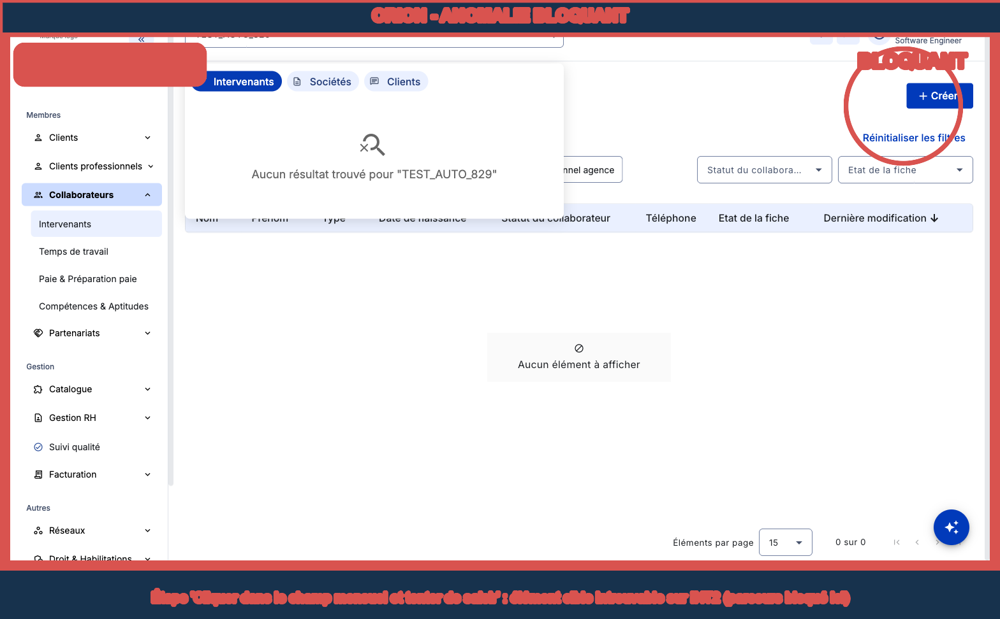 ORION - ANOMALIE BLOQUANT
Marque logo
TEST_AUTO_829
Software Engineer
BLOQUANT
Intervenants
Sociétés
Clients
+ Créer
Réinitialiser les filtres
Aucun résultat trouvé pour "TEST_AUTO_829"
nnel agence
Statut du collabora...
Etat de la fiche
Nom
Prénom
Type
Date de naissance
Statut du collaborateur
Téléphone
Etat de la fiche
Dernière modification
Membres
Clients
Clients professionnels
Collaborateurs
Intervenants
Temps de travail
Paie & Préparation paie
Compétences & Aptitudes
Partenariats
Gestion
Catalogue
Gestion RH
Suivi qualité
Facturation
Autres
Réseaux
Droit & Habilitations
Aucun élément à afficher
Éléments par page
15
0 sur 0
Étape 'Cliquer dans le champ mensuel et tenter de saisir' : élément cible introuvable sur (parcours bloqué ici)